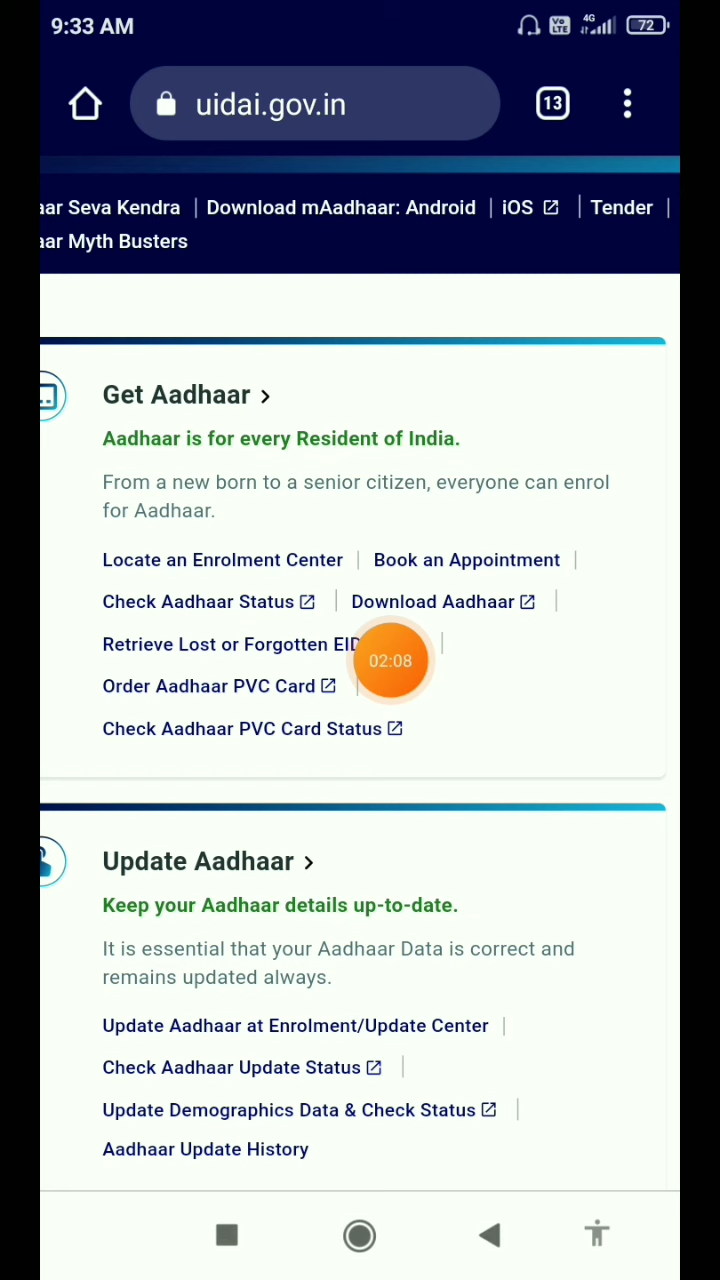 9:33 AM
Vo LTE 4G 72
uidai.gov.in
13
aar Seva Kendra | Download mAadhaar: Android | iOS | Tender |
aar Myth Busters
Get Aadhaar >
Aadhaar is for every Resident of India.
From a new born to a senior citizen, everyone can enrol
for Aadhaar.
Locate an Enrolment Center | Book an Appointment |
Check Aadhaar Status | Download Aadhaar |
Retrieve Lost or Forgotten EID |
02:08
Order Aadhaar PVC Card |
Check Aadhaar PVC Card Status
Update Aadhaar >
Keep your Aadhaar details up-to-date.
It is essential that your Aadhaar Data is correct and
remains updated always.
Update Aadhaar at Enrolment/Update Center |
Check Aadhaar Update Status |
Update Demographics Data & Check Status |
Aadhaar Update History